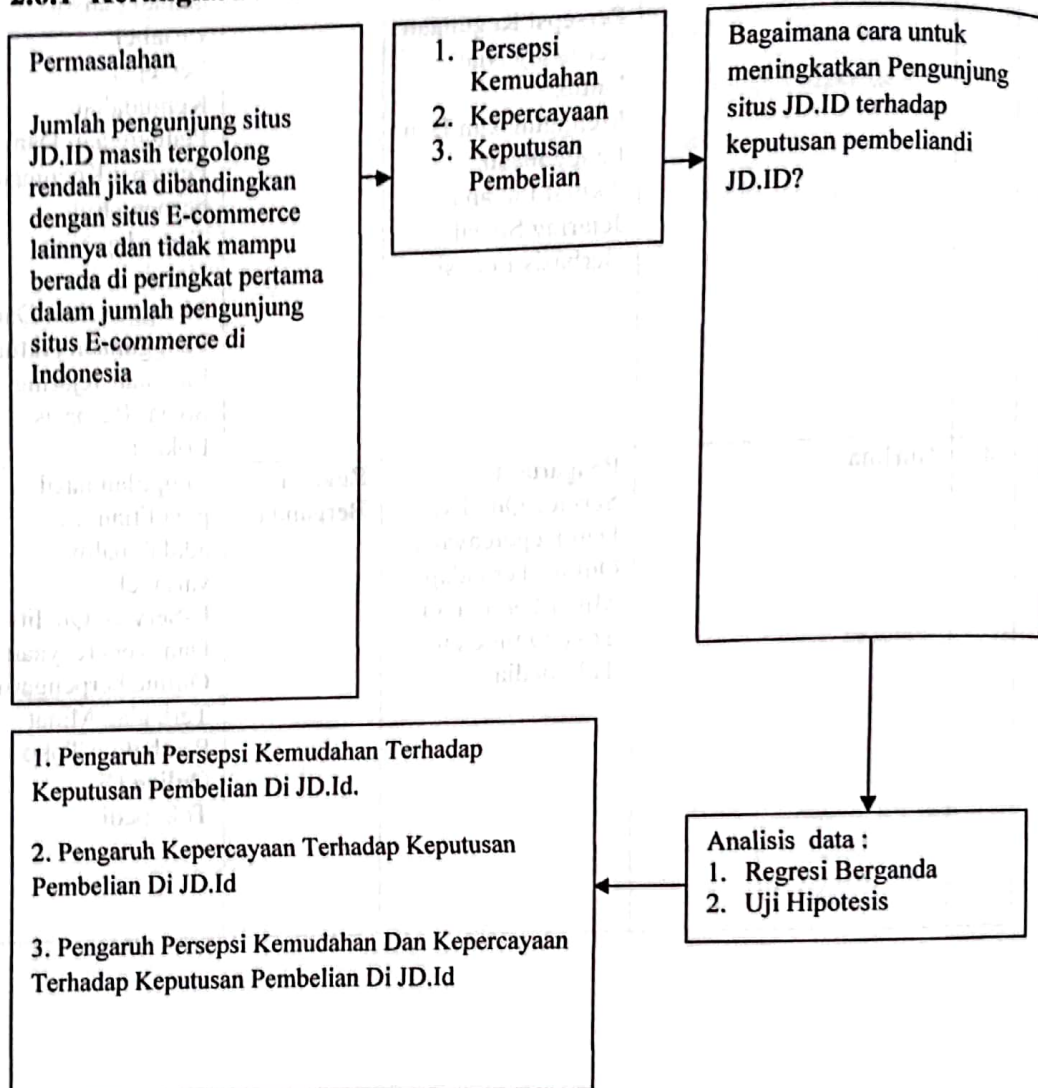 Permasalahan
Jumlah pengunjung situs
JD.ID masih tergolong
rendah jika dibandingkan
dengan situs E-commerce
lainnya dan tidak mampu
berada di peringkat pertama
dalam jumlah pengunjung
situs E-commerce di
Indonesia
1. Persepsi
Kemudahan
2. Kepercayaan
3. Keputusan
Pembelian
Bagaimana cara untuk
meningkatkan Pengunjung
situs JD.ID terhadap
keputusan pembeliandi
JD.ID?
Analisis data :
1. Regresi Berganda
2. Uji Hipotesis
1. Pengaruh Persepsi Kemudahan Terhadap
Keputusan Pembelian Di JD.Id.
2. Pengaruh Kepercayaan Terhadap Keputusan
Pembelian Di JD.Id
3. Pengaruh Persepsi Kemudahan Dan Kepercayaan
Terhadap Keputusan Pembelian Di JD.Id